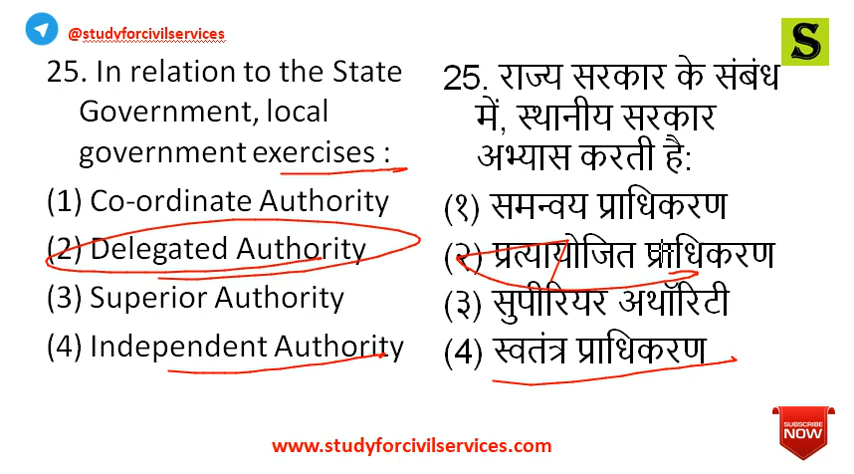 @studyforcivilservices
S
25. In relation to the State
Government, local
government exercises :
(1) Co-ordinate Authority
(2) Delegated Authority
(3) Superior Authority
(4) Independent Authority
25. राज्य सरकार के संबंध
में, स्थानीय सरकार
अभ्यास करती है:
(१) समन्वय प्राधिकरण
(२) प्रत्यायोजित प्राधिकरण
(३) सुपीरियर अथॉरिटी
(4) स्वतंत्र प्राधिकरण
SUBSCRIBE
NOW
www.studyforcivilservices.com